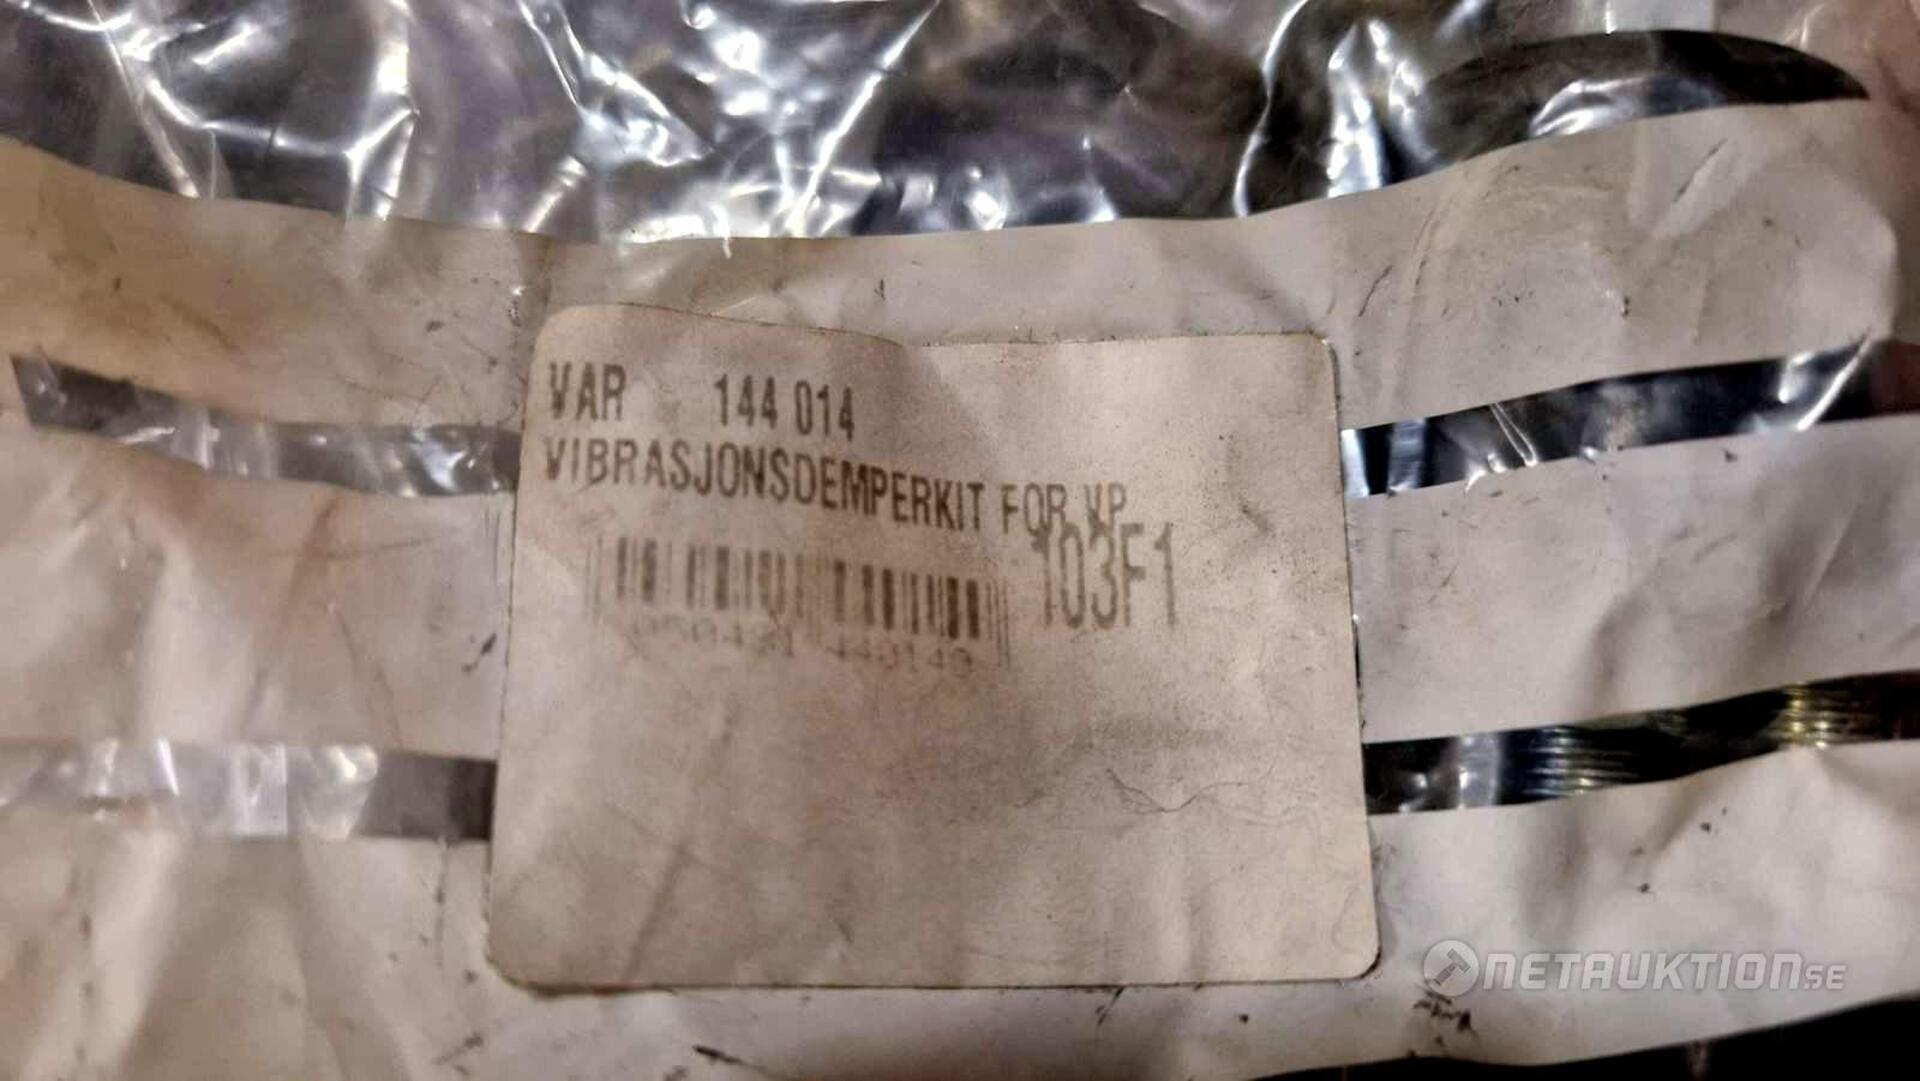 VAR 144 014
VIBRASJONSDEMPERKIT FOR VP
103F1
NETAUKTION.SE